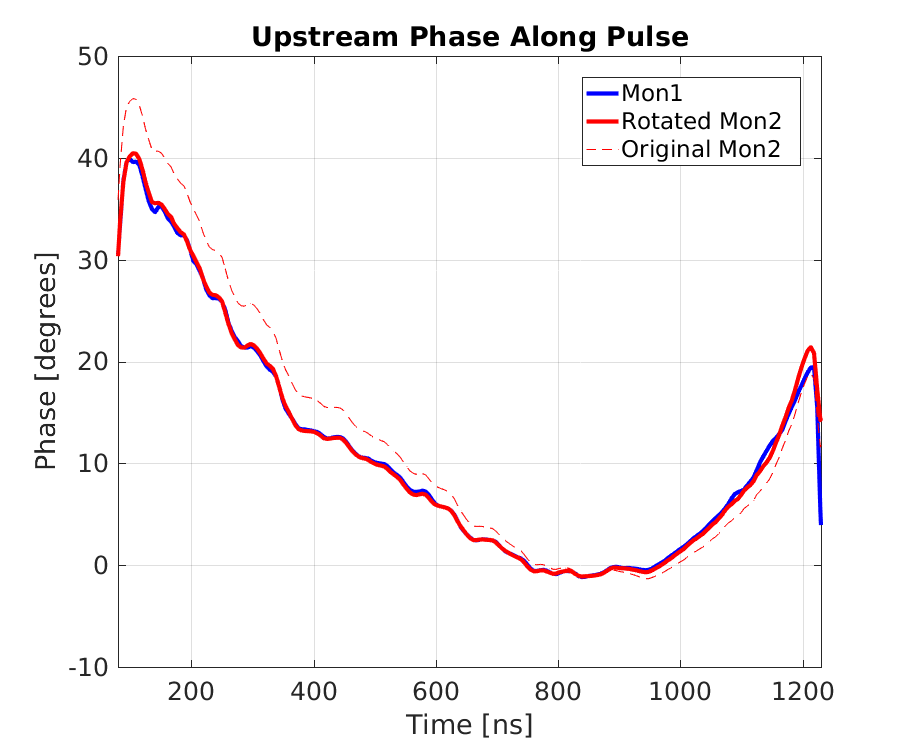 Upstream Phase Along Pulse
Mon1
Rotated Mon2
Original Mon2
50
40
30
20
10
0
-10
Phase [degrees]
200 400 600 800 1000 1200
Time [ns]